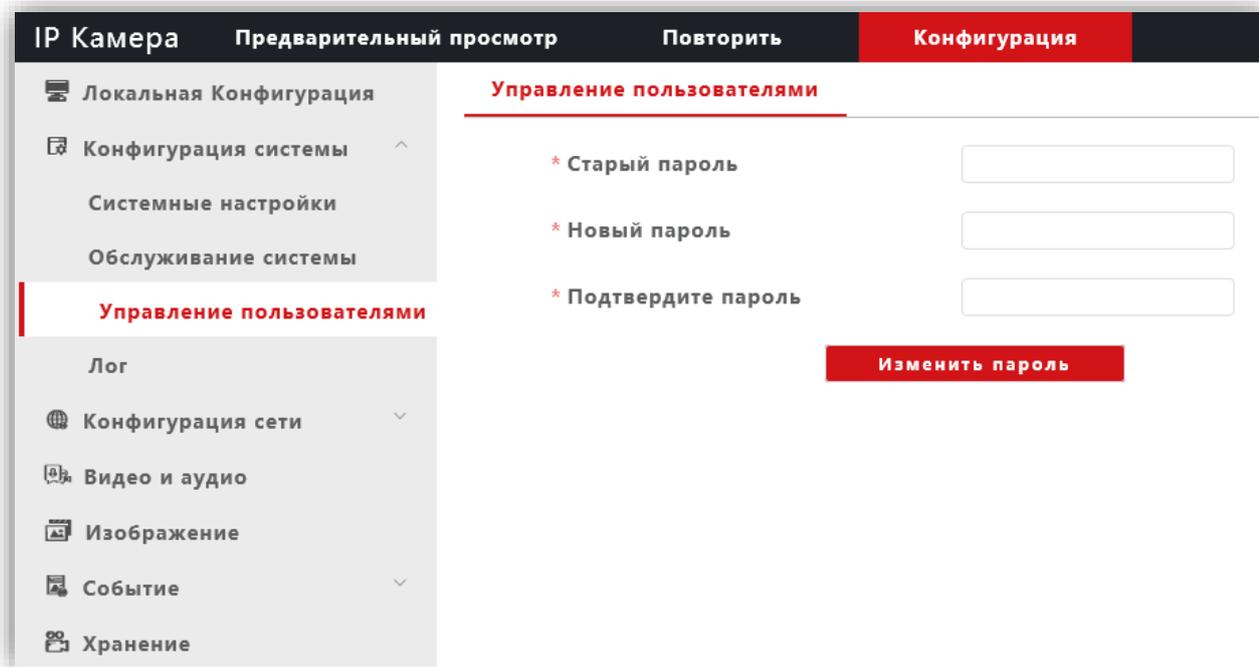 IP Камера Предварительный просмотр Повторить Конфигурация
Локальная Конфигурация
Конфигурация системы
Системные настройки
Обслуживание системы
Управление пользователями
Лог
Конфигурация сети
Видео и аудио
Изображение
Событие
Хранение
Управление пользователями
* Старый пароль
* Новый пароль
* Подтвердите пароль
Изменить пароль